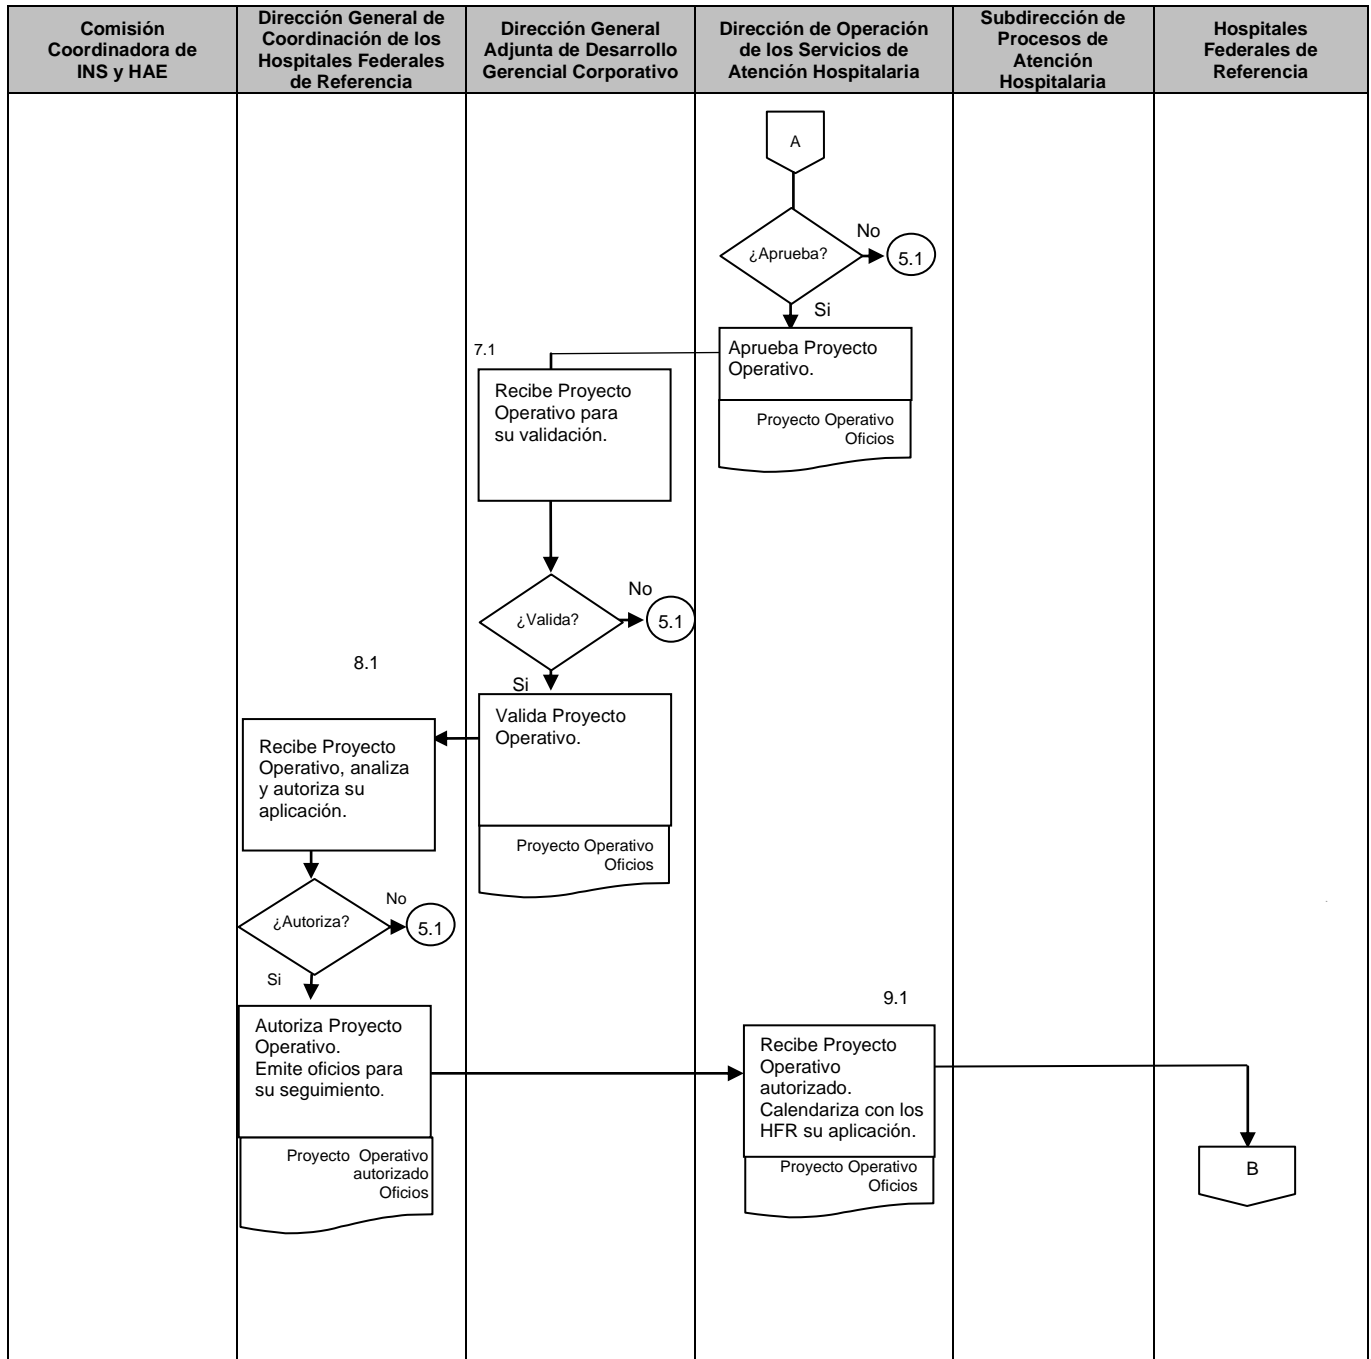 Comisión
Coordinadora de
INS y HAE
Dirección General de
Coordinación de los
Hospitales Federales
de Referencia
Dirección General
Adjunta de Desarrollo
Gerencial Corporativo
Dirección de Operación
de los Servicios de
Atención Hospitalaria
Subdirección de
Procesos de
Atención
Hospitalaria
Hospitales
Federales de
Referencia
A
¿Aprueba?
No
5.1
Si
Aprueba Proyecto
Operativo.
Proyecto Operativo
Oficios
7.1
Recibe Proyecto
Operativo para
su validación.
¿Valida?
No
5.1
Si
Valida Proyecto
Operativo.
Proyecto Operativo
Oficios
8.1
Recibe Proyecto
Operativo, analiza
y autoriza su
aplicación.
¿Autoriza?
No
5.1
Si
Autoriza Proyecto
Operativo.
Emite oficios para
su seguimiento.
Proyecto Operativo
autorizado
Oficios
9.1
Recibe Proyecto
Operativo
autorizado.
Calendariza con los
HFR su aplicación.
Proyecto Operativo
Oficios
B